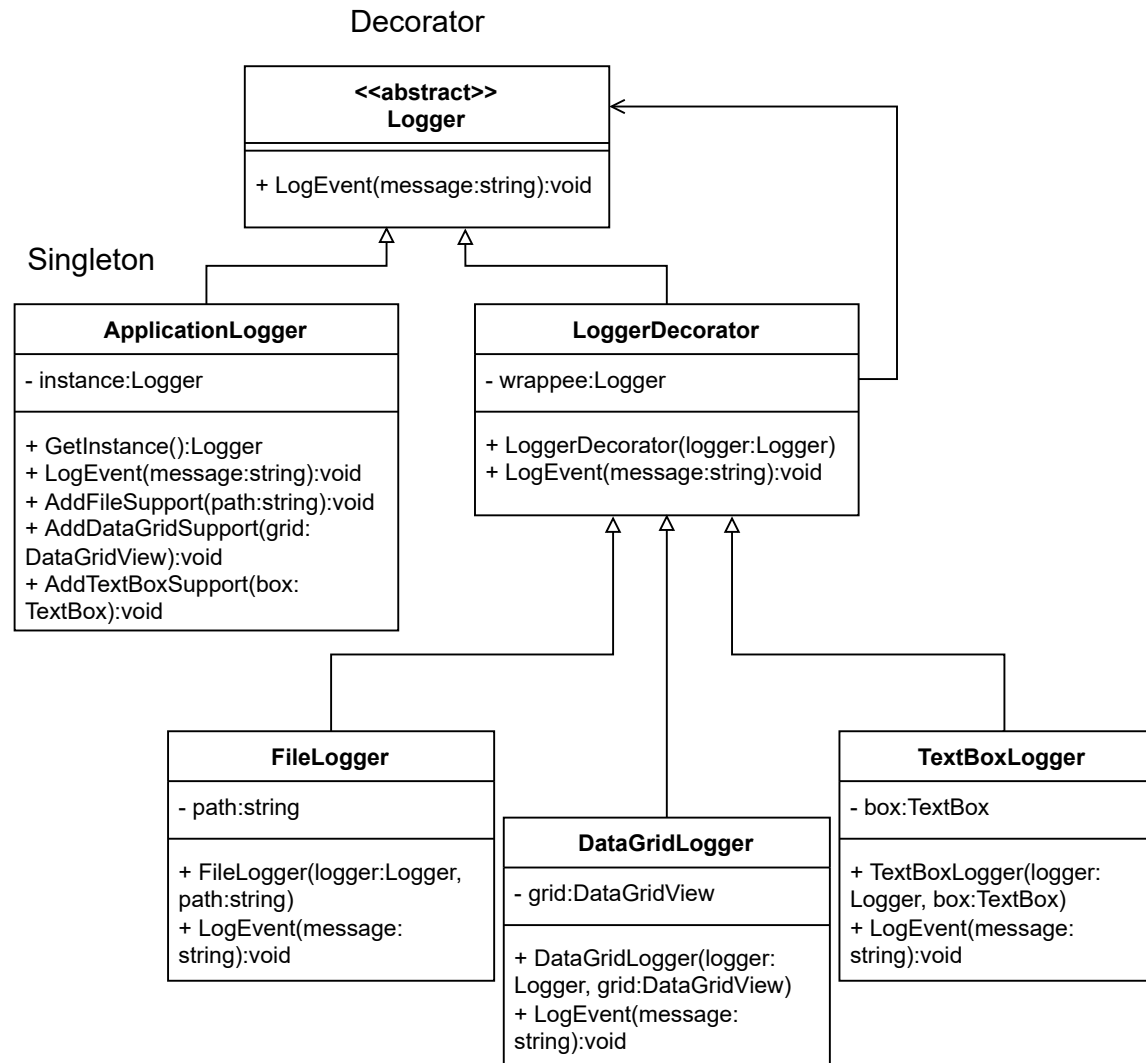 Decorator
<<abstract>>
Logger
+ LogEvent(message:string):void
Singleton
ApplicationLogger
- instance:Logger
+ GetInstance():Logger
+ LogEvent(message:string):void
+ AddFileSupport(path:string):void
+ AddDataGridSupport(grid:
DataGridView):void
+ AddTextBoxSupport(box:
TextBox):void
LoggerDecorator
- wrappee:Logger
+ LoggerDecorator(logger:Logger)
+ LogEvent(message:string):void
FileLogger
- path:string
+ FileLogger(logger:Logger,
path:string)
+ LogEvent(message:
string):void
DataGridLogger
- grid:DataGridView
+ DataGridLogger(logger:
Logger, grid:DataGridView)
+ LogEvent(message:
string):void
TextBoxLogger
- box:TextBox
+ TextBoxLogger(logger:
Logger, box:TextBox)
+ LogEvent(message:
string):void